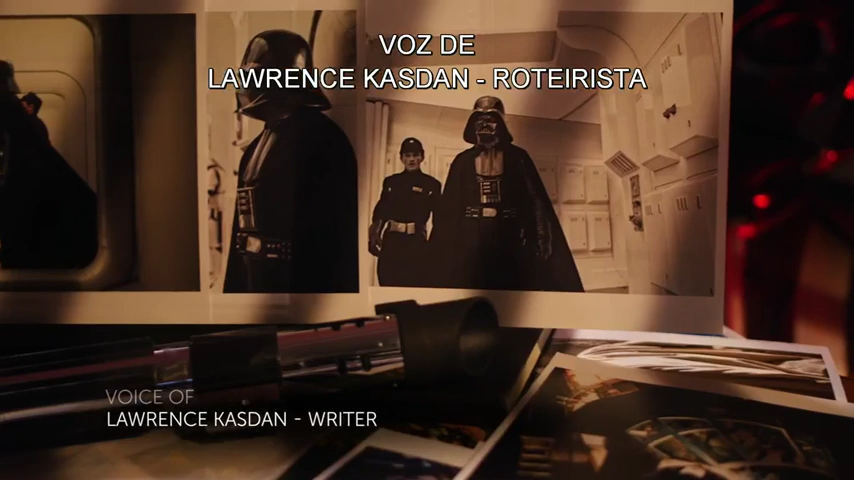 VOZ DE
LAWRENCE KASDAN - ROTEIRISTA
VOICE OF
LAWRENCE KASDAN - WRITER